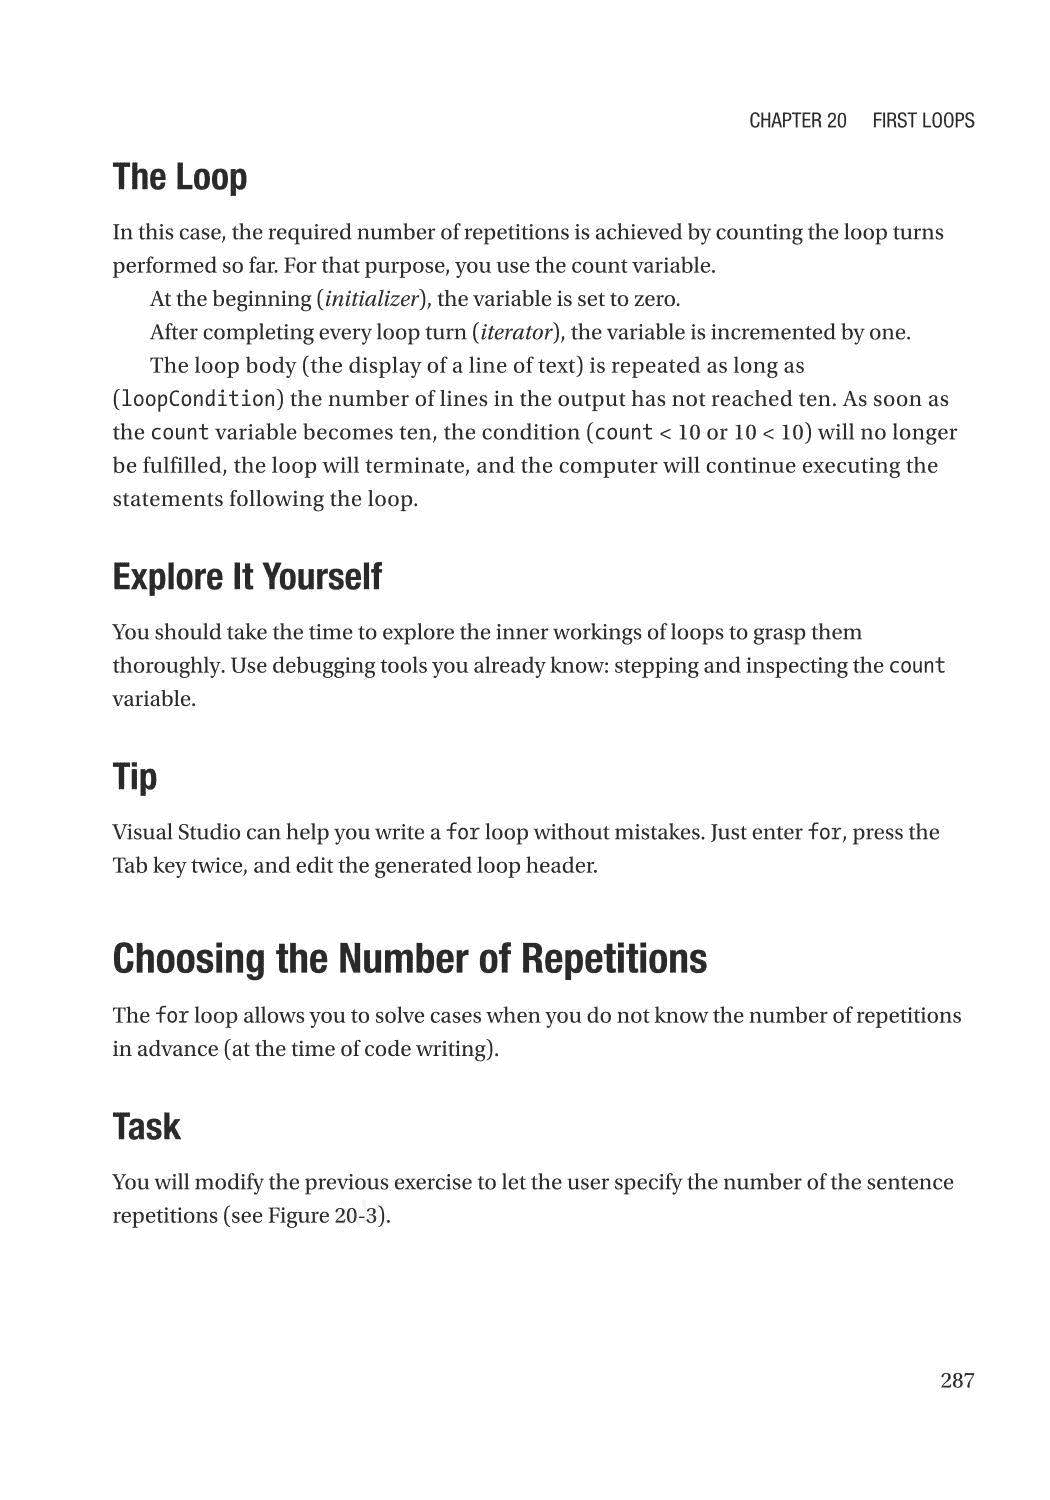 CHAPTER 20 FIRST LOOPS
The Loop
In this case, the required number of repetitions is achieved by counting the loop turns
performed so far. For that purpose, you use the count variable.
At the beginning (initializer), the variable is set to zero.
After completing every loop turn (iterator), the variable is incremented by one.
The loop body (the display of a line of text) is repeated as long as
(loopCondition) the number of lines in the output has not reached ten. As soon as
the count variable becomes ten, the condition (count < 10 or 10 < 10) will no longer
be fulfilled, the loop will terminate, and the computer will continue executing the
statements following the loop.
Explore It Yourself
You should take the time to explore the inner workings of loops to grasp them
thoroughly. Use debugging tools you already know: stepping and inspecting the count
variable.
Tip
Visual Studio can help you write a for loop without mistakes. Just enter for, press the
Tab key twice, and edit the generated loop header.
Choosing the Number of Repetitions
The for loop allows you to solve cases when you do not know the number of repetitions
in advance (at the time of code writing).
Task
You will modify the previous exercise to let the user specify the number of the sentence
repetitions (see Figure 20-3).
287